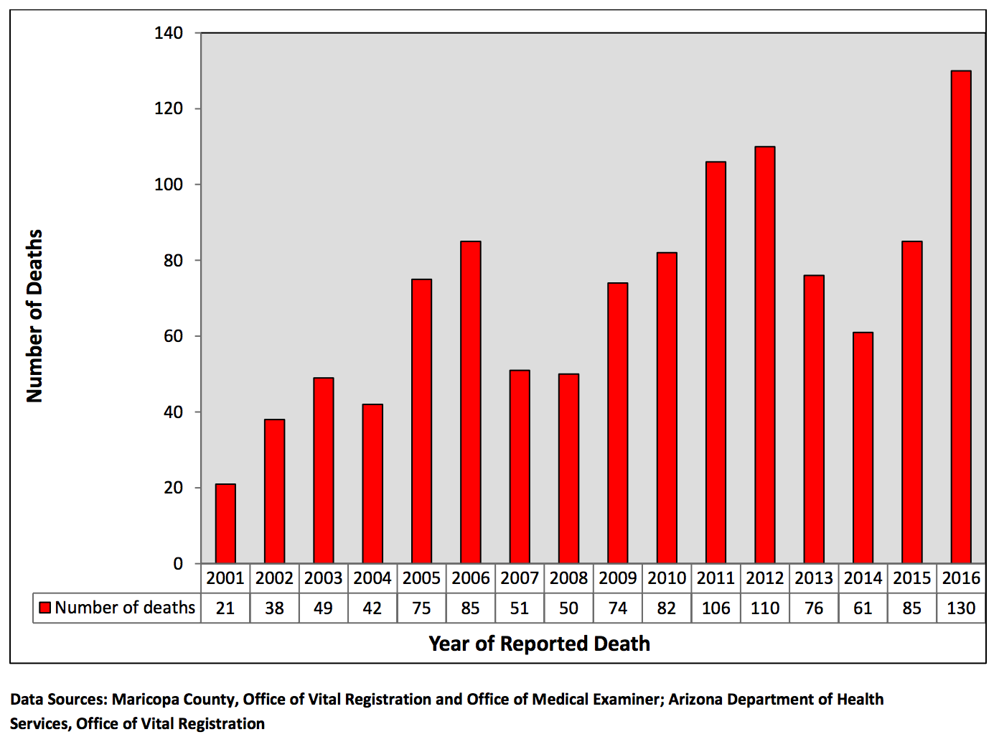 140
120
100
80
60
40
20
0
Number of Deaths
2001 2002 2003 2004 2005 2006 2007 2008 2009 2010 2011 2012 2013 2014 2015 2016
Number of deaths 21 38 49 42 75 85 51 50 74 82 106 110 76 61 85 130
Year of Reported Death
Data Sources: Maricopa County, Office of Vital Registration and Office of Medical Examiner; Arizona Department of Health
Services, Office of Vital Registration